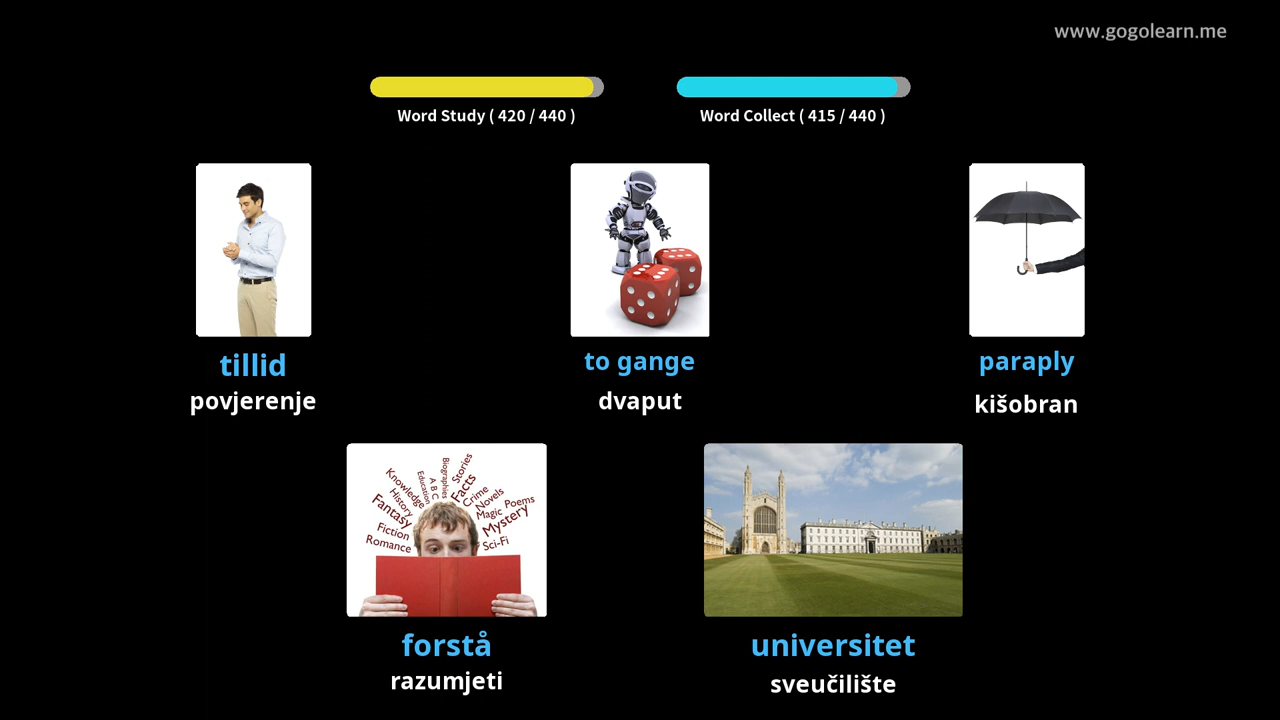 www.gogolearn.me
Word Study ( 420 / 440 )
Word Collect ( 415 / 440 )
tillid
povjerenje
to gange
dvaput
paraply
kišobran
Knowledge
History
Fantasy
Fiction
Romance
Education
A B C
Biographies
Stories
Facts
Crime
Novels
Magic
Poems
Mystery
Sci-Fi
forstå
razumjeti
universitet
sveučilište